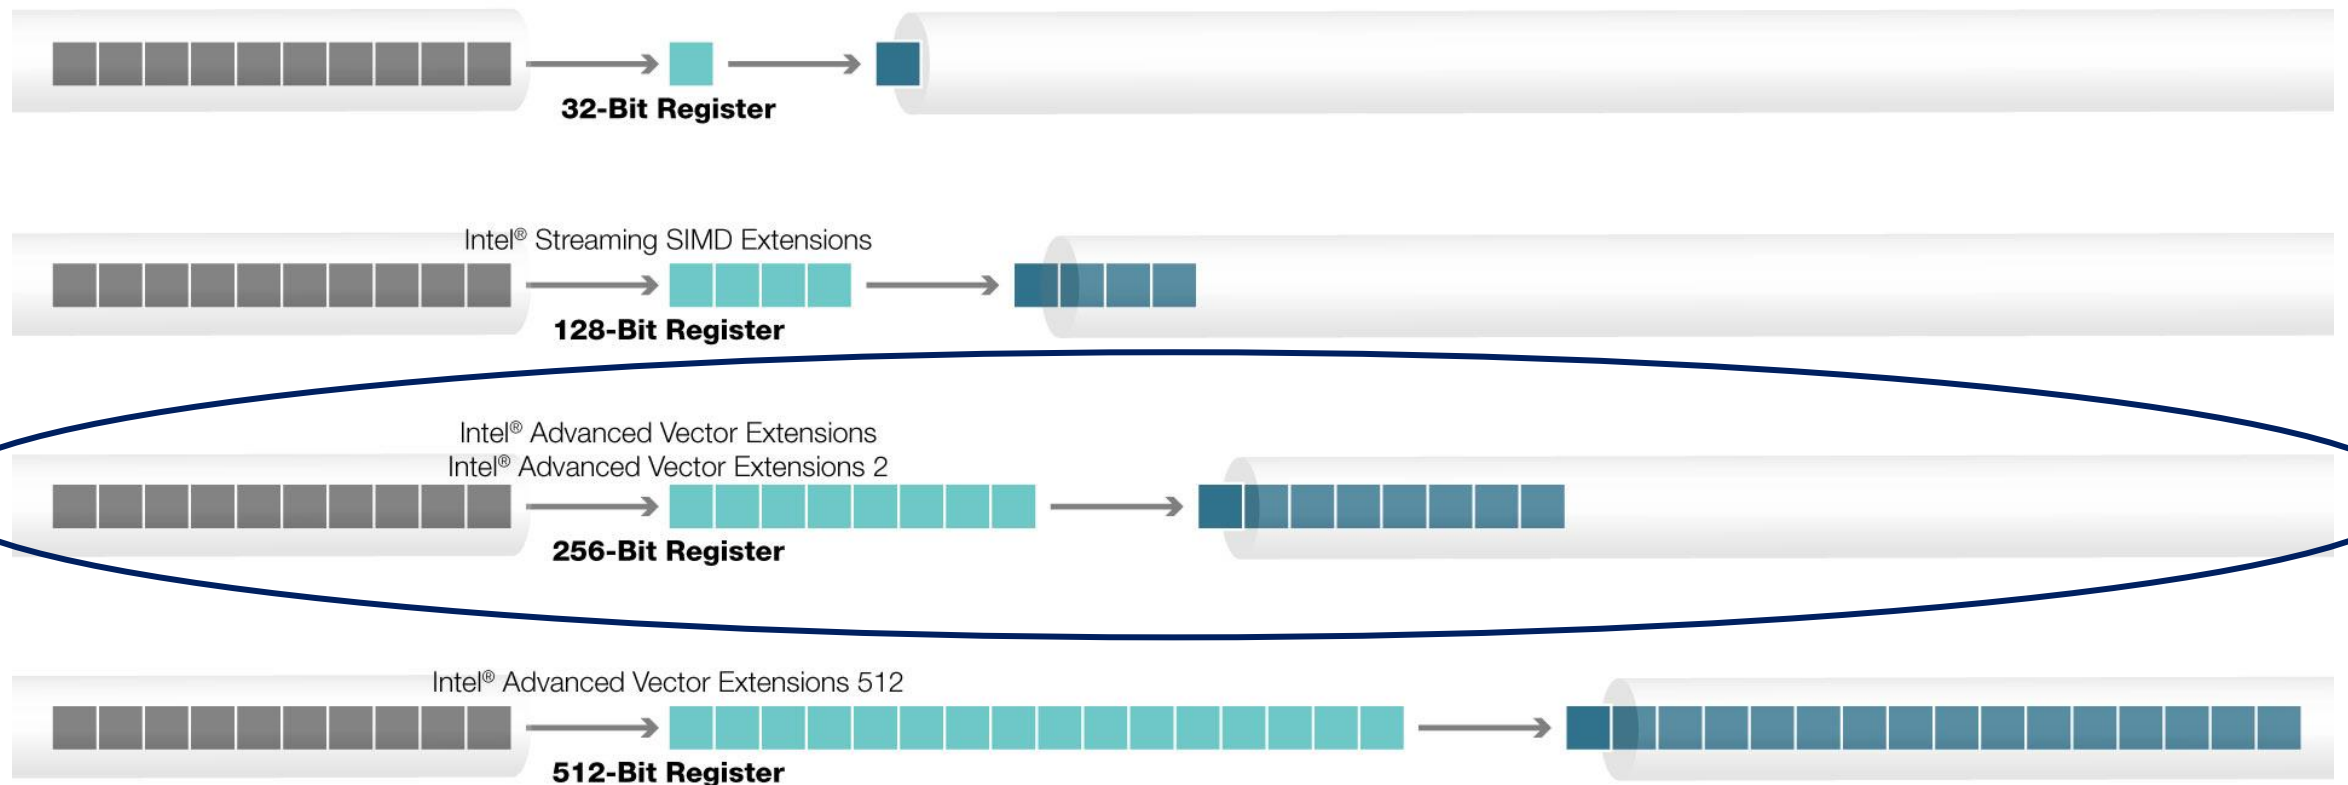 32-Bit Register
Intel® Streaming SIMD Extensions
128-Bit Register
Intel® Advanced Vector Extensions
Intel® Advanced Vector Extensions 2
256-Bit Register
Intel® Advanced Vector Extensions 512
512-Bit Register